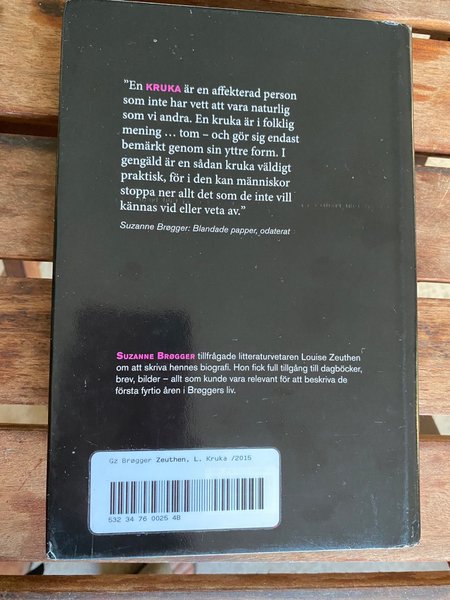 ”En KRUKA är en affekterad person
som inte har vett att vara naturlig
som vi andra. En kruka är i folklig
mening … tom – och gör sig endast
bemärkt genom sin yttre form. I
gengäld är en sådan kruka väldigt
praktisk, för i den kan människor
stoppa ner allt det som de inte vill
kännas vid eller veta av.”
Suzanne Brøgger: Blandade papper, odaterat
SUZANNE BRØGGER tillfrågade litteraturvetaren Louise Zeuthen
om att skriva hennes biografi. Hon fick full tillgång till dagböcker,
brev, bilder – allt som kunde vara relevant för att beskriva de
första fyrtio åren i Brøggers liv.
Gz Brøgger Zeuthen, L. Kruka /2015
532 34 76 0025 4B